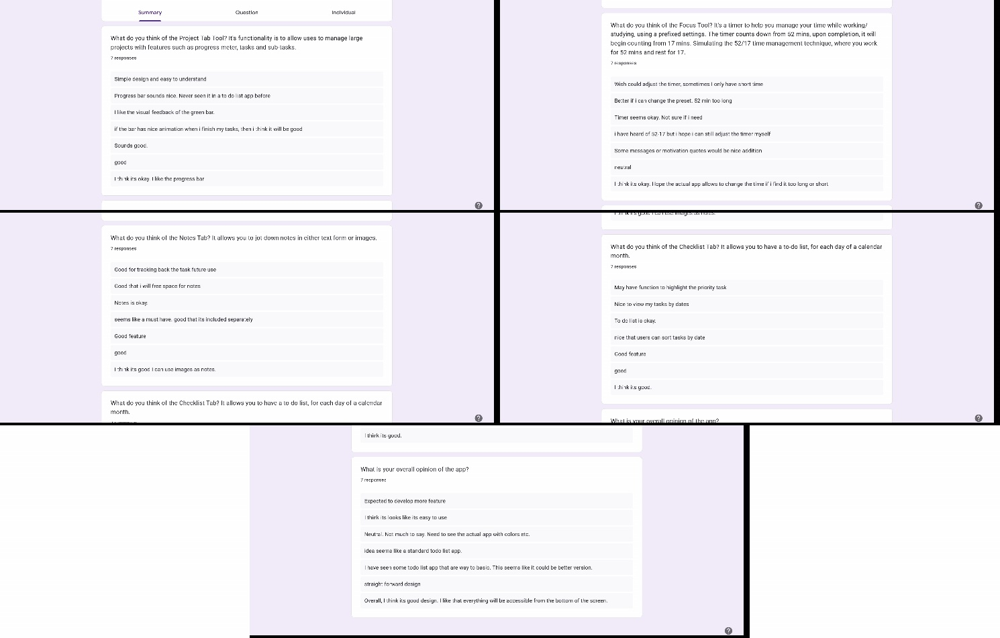 Summary
Question
Individual
What do you think of the Project Tab Tool? It's functionality is to allow uses to manage large
projects with features such as progress meter, tasks and sub-tasks.
7 responses
Simple design and easy to understand
Progress bar sounds nice. Never seen it in a to do list app before
I like the visual feedback of the green bar.
if the bar has nice animation when i finish my tasks, then i think it will be good
Sounds good.
good
I think its okay. I like the progress bar
What do you think of the Focus Tool? It's a timer to help you manage your time while working/
studying, using a prefixed settings. The timer counts down from 52 mins, upon completion, it will
begin counting from 17 mins. Simulating the 52/17 time management technique, where you work
for 52 mins and rest for 17.
7 responses
Wish could adjust the timer, sometimes I only have short time
Better if i can change the preset. 52 min too long
Timer seems okay. Not sure if i need
i have heard of 52-17 but i hope i can still adjust the timer myself
Some messages or motivation quotes would be nice addition
neutral
I think its okay. Hope the actual app allows to change the time if i find it too long or short
What do you think of the Notes Tab? It allows you to jot down notes in either text form or images.
7 responses
Good for tracking back the task future use
Good that i will free space for notes
Notes is okay.
seems like a must have. good that its included separately
Good feature
good
I think its good I can use images as notes.
What do you think of the Checklist Tab? It allows you to have a to-do list, for each day of a calendar
month.
I think its good I can use images as notes.
What do you think of the Checklist Tab? It allows you to have a to-do list, for each day of a calendar
month.
7 responses
May have function to highlight the priority task
Nice to view my tasks by dates
To do list is okay.
nice that users can sort tasks by date
Good feature
good
I think its good.
What is your overall opinion of the app?
I think its good.
What is your overall opinion of the app?
7 responses
Expected to develop more feature
I think its looks like its easy to use
Neutral. Not much to say. Need to see the actual app with colors etc.
idea seems like a standard todo list app.
I have seen some todo list app that are way to basic. This seems like it could be better version.
straight forward design
Overall, I think its good design. I like that everything will be accessible from the bottom of the screen.